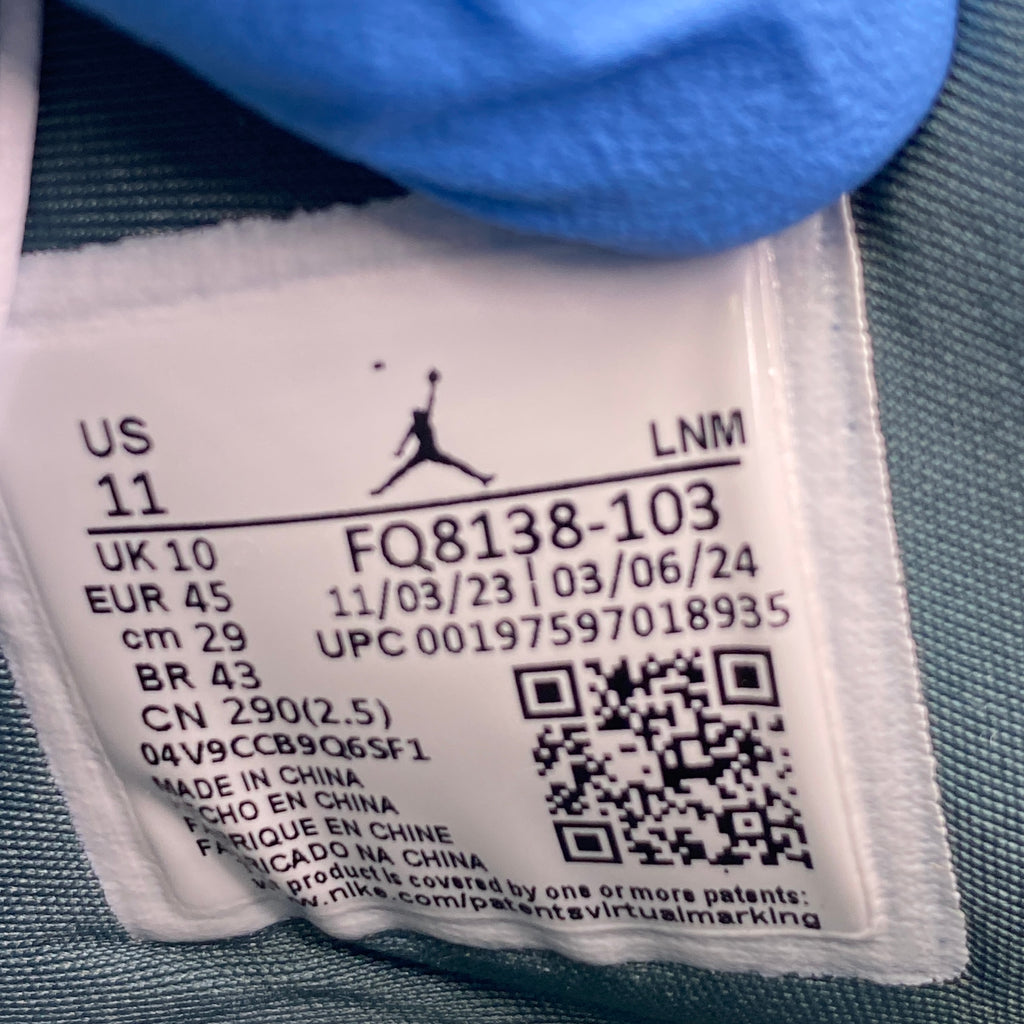 US
11
LNM
UK 10
EUR 45
cm 29
BR 43
CN 290(2.5)
04V9CCB9Q6SF1
FQ8138-103
11/03/23 | 03/06/24
UPC 00197597018935
MADE IN CHINA
ECHO EN CHINA
FABRIQUE EN CHINE
RICADO NA CHINA
product is covered by one or more patents:
w.nike.com/patentsvirtualmarking